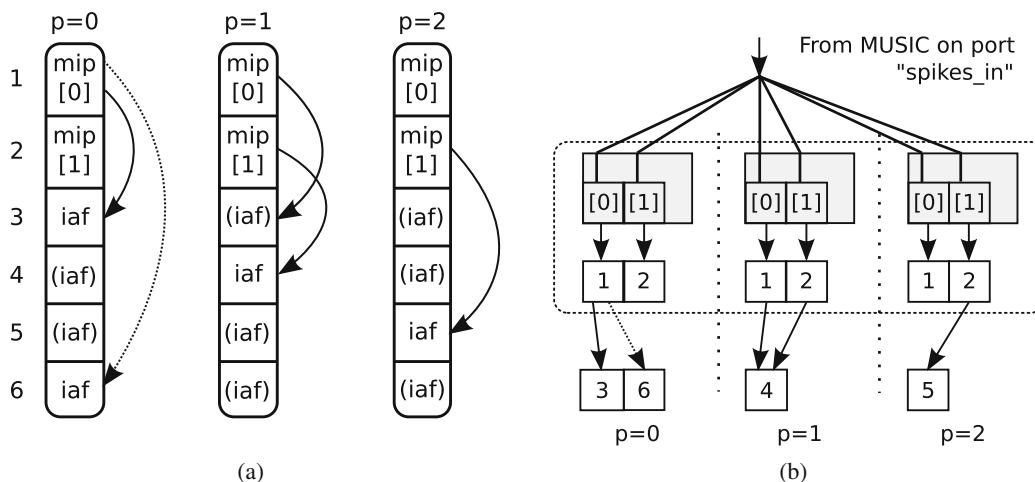 p=0 p=1 p=2
1 mip [0] mip [0] mip [0]
2 mip [1] mip [1] mip [1]
3 iaf (iaf) (iaf)
4 (iaf) iaf (iaf)
5 (iaf) (iaf) iaf
6 iaf (iaf) (iaf)
(a)
From MUSIC on port
"spikes_in"
[0] [1] [0] [1] [0] [1]
1 2 1 2 1 2
3 6 4 5
p=0 p=1 p=2
(b)